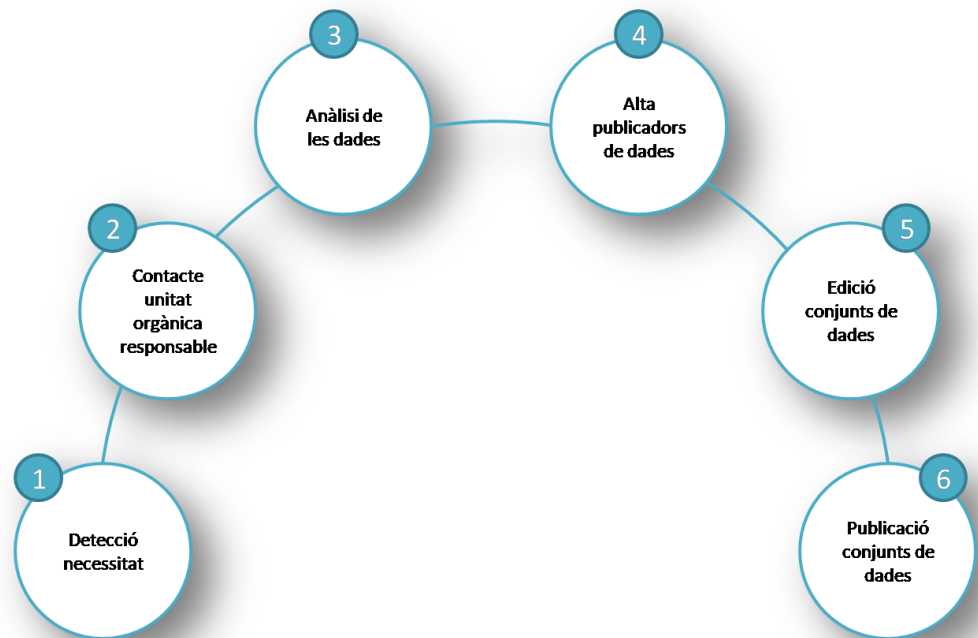 1
Detecció
necessitat
2
Contacte
unitat
orgànica
responsable
3
Anàlisi de
les dades
4
Alta
publicadors
de dades
5
Edició
conjunts de
dades
6
Publicació
conjunts de
dades